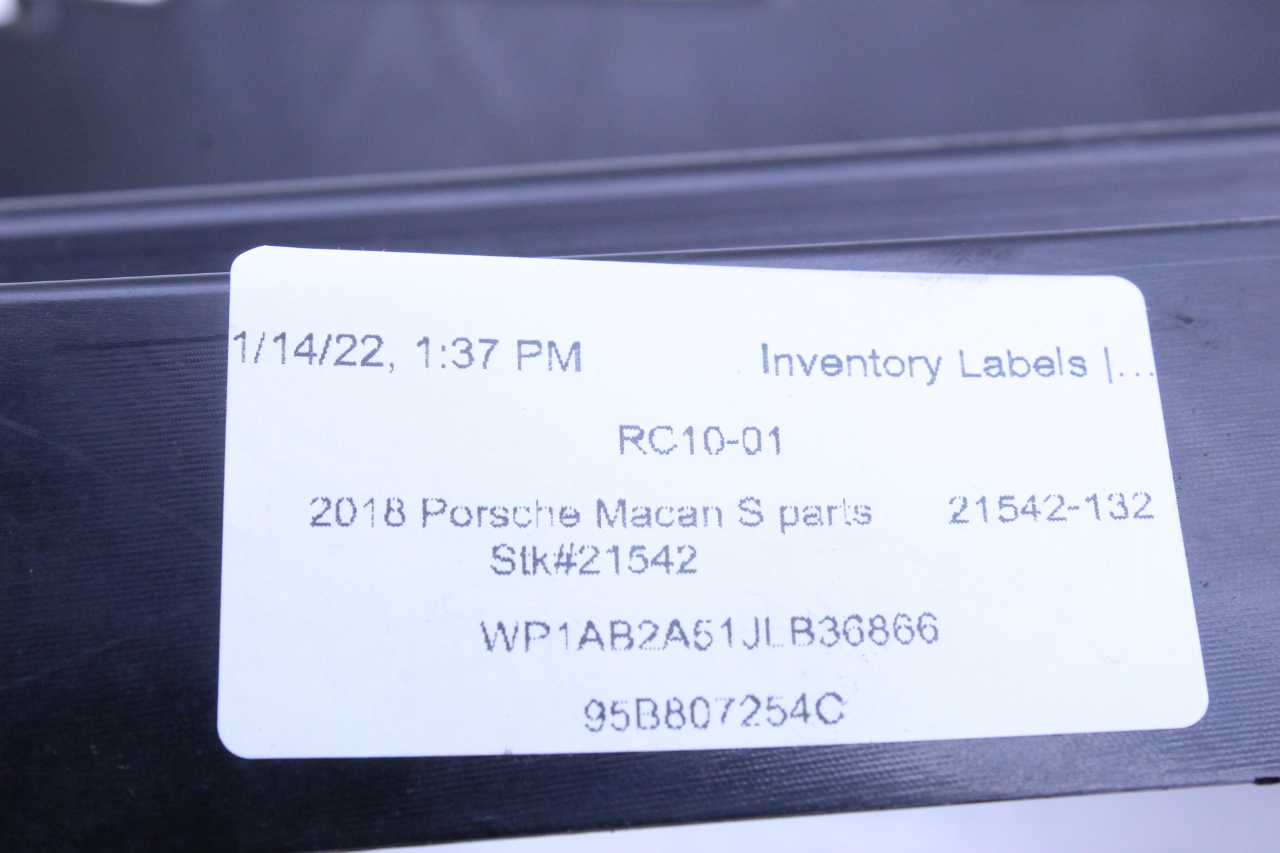 1/14/22, 1:37 PM Inventory Labels |...
RC10-01
2018 Porsche Macan S parts 21542-132
Stk#21542
WP1AB2A51JLB36866
95B807254C